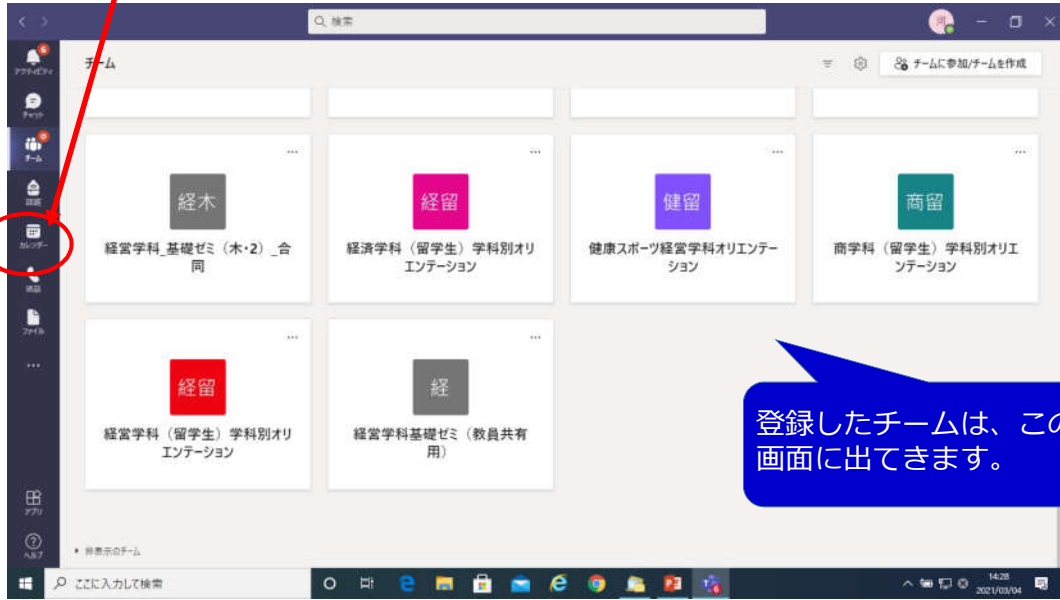 検索
6
アクティビティ
チーム
チームに参加/チームを作成
チャット
チーム
課題
カレンダー
通話
ファイル
...
経木
経営学科_基礎ゼミ（木・2）_合
同
経留
経済学科（留学生）学科別オリ
エンテーション
健留
健康スポーツ経営学科オリエンテー
ション
商留
商学科（留学生）学科別オリエ
ンテーション
経留
経営学科（留学生）学科別オリ
エンテーション
経
経営学科基礎ゼミ（教員共有
用）
登録したチームは、この
画面に出てきます。
アプリ
ヘルプ
非表示のチーム
ここに入力して検索
14:28
2021/03/04